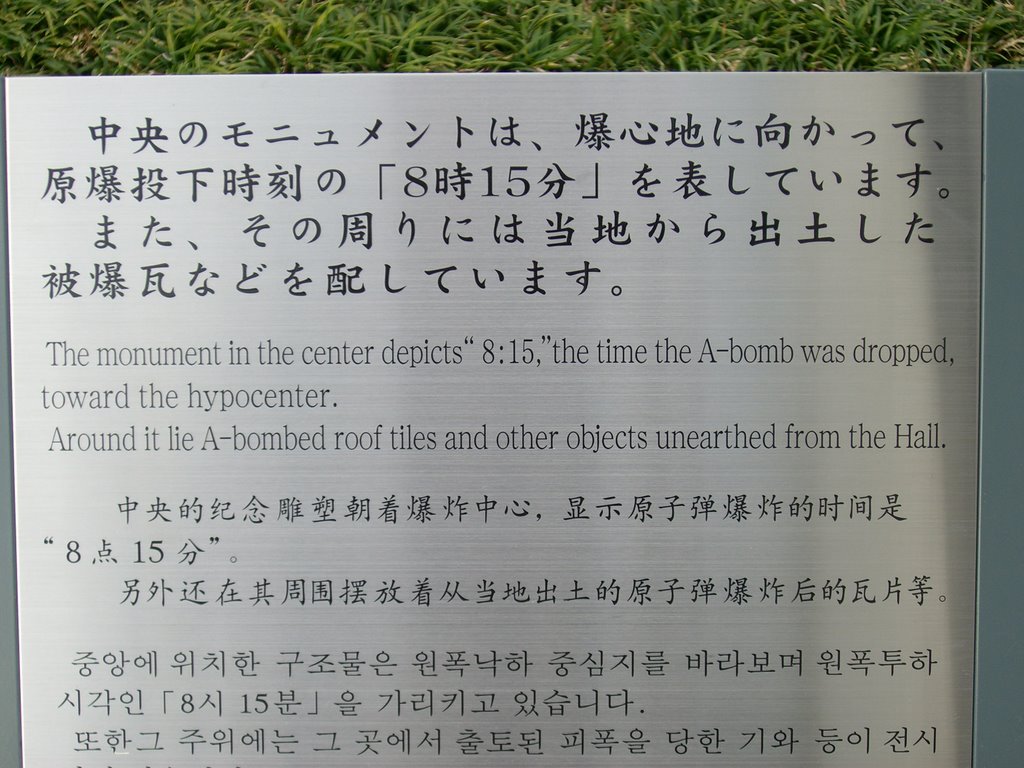 中央のモニュメントは、爆心地に向かって、
原爆投下時刻の「8時15分」を表しています。
また、その周りには当地から出土した
被爆瓦などを配しています。
The monument in the center depicts“ 8:15,”the time the A-bomb was dropped,
toward the hypocenter.
Around it lie A-bombed roof tiles and other objects unearthed from the Hall.
中央的纪念雕塑朝着爆炸中心，显示原子弹爆炸的时间是
“ 8 点 15 分”。
另外还在其周围摆放着从当地出土的原子弹爆炸后的瓦片等。
중앙에 위치한 구조물은 원폭낙하 중심지를 바라보며 원폭투하
시각인「8시 15분」을 가리키고 있습니다.
또한그 주위에는 그 곳에서 출토된 피폭을 당한 기와 등이 전시